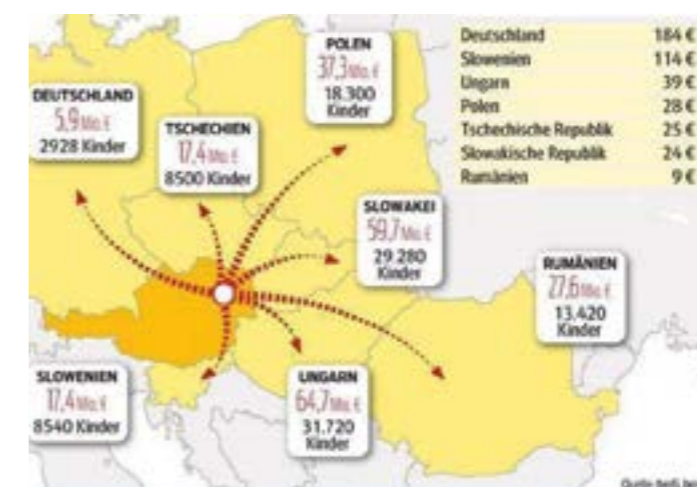 POLEN
37,3 Mio. €
18.300
Kinder
Deutschland 184 €
Slowenien 114 €
Ungarn 39 €
Polen 28 €
Tschechische Republik 25 €
Slowakische Republik 24 €
Rumänien 9 €
DEUTSCHLAND
5,9 Mio. €
2928 Kinder
TSCHECHIEN
17,4 Mio. €
8500 Kinder
SLOWAKEI
59,7 Mio. €
29.280
Kinder
RUMÄNIEN
27,6 Mio. €
13.420
Kinder
SLOWENIEN
17,4 Mio. €
8540 Kinder
UNGARN
64,7 Mio. €
31.720
Kinder